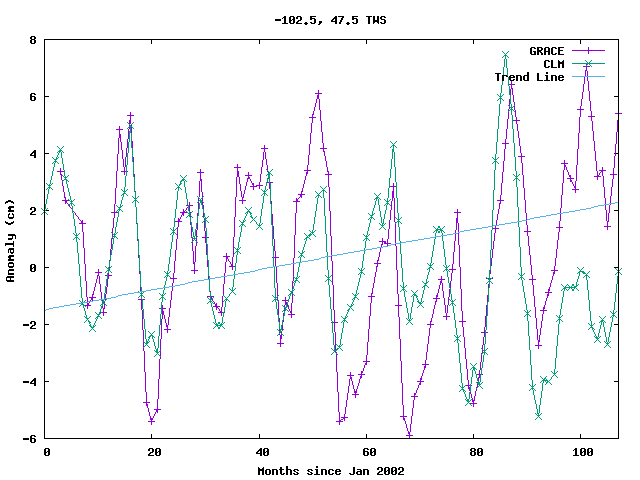 -102.5, 47.5 TWS
GRACE
CLM
Trend Line
8
6
4
2
0
-2
-4
-6
Anomaly (cm)
0 20 40 60 80 100
Months since Jan 2002